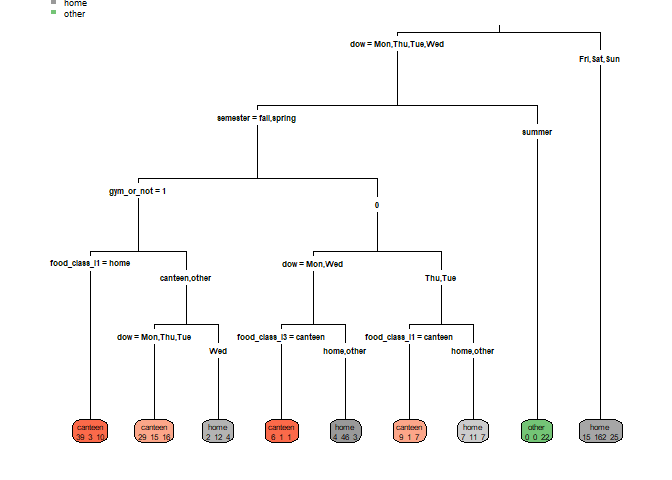 home
other
dow = Mon,Thu,Tue,Wed
Fri,Sat,Sun
semester = fall,spring
summer
gym_or_not = 1
0
food_class_l1 = home
canteen,other
dow = Mon,Wed
Thu,Tue
dow = Mon,Thu,Tue
Wed
food_class_l3 = canteen
home,other
food_class_l1 = canteen
home,other
canteen
39 3 10
canteen
29 15 16
home
2 12 4
canteen
6 1 1
home
4 46 3
canteen
9 1 7
home
7 11 7
other
0 0 22
home
15 162 25